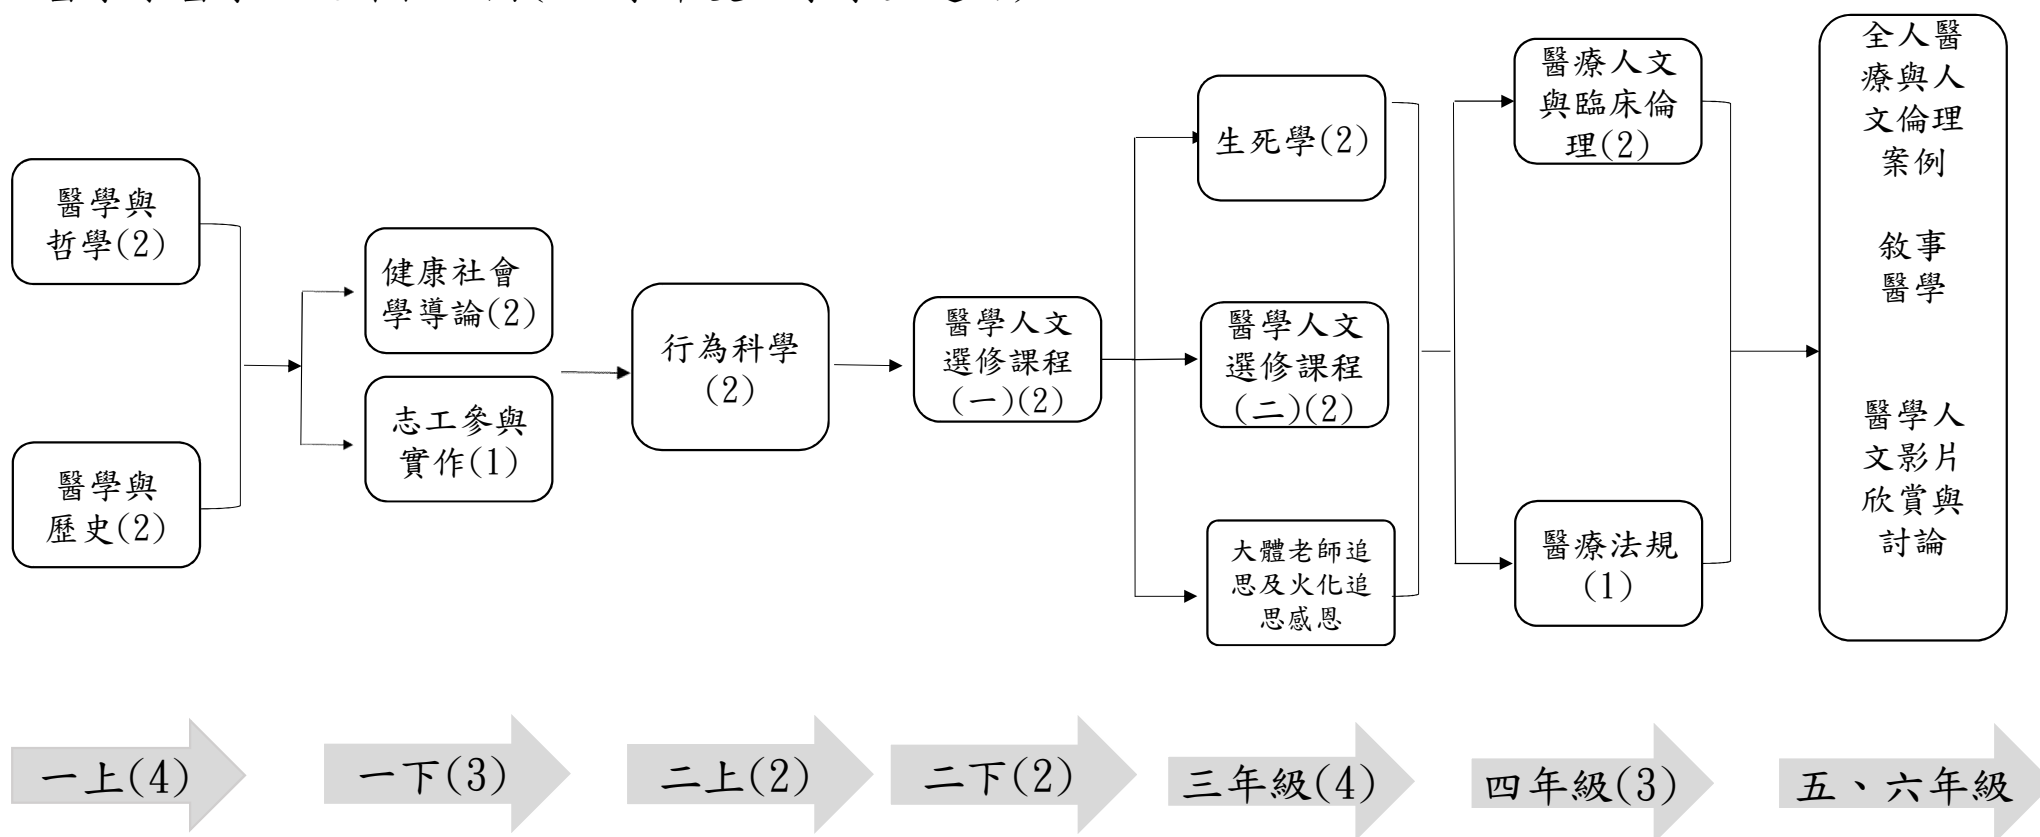 醫學與
哲學(2)
醫學與
歷史(2)
健康社會
學導論(2)
志工參與
實作(1)
行為科學
(2)
醫學人文
選修課程
(一)(2)
生死學(2)
醫學人文
選修課程
(二)(2)
大體老師追
思及火化追
思感恩
醫療人文
與臨床倫
理(2)
醫療法規
(1)
全人醫
療與人
文倫理
案例
敘事
醫學
醫學人
文影片
欣賞與
討論
一上(4)
一下(3)
二上(2)
二下(2)
三年級(4)
四年級(3)
五、六年級